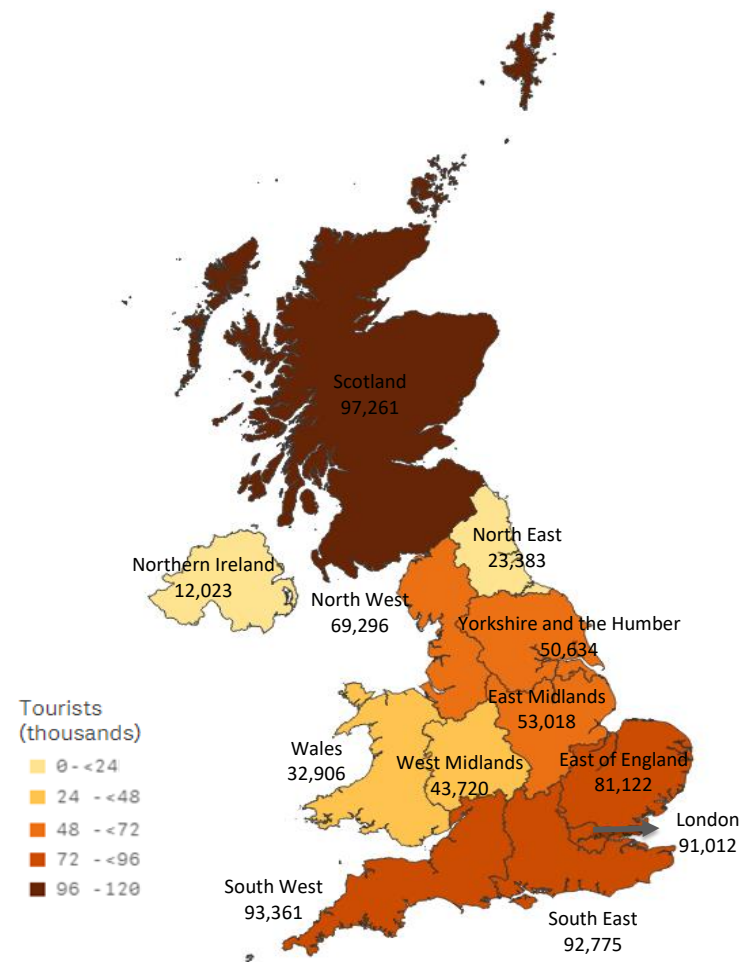 Scotland
97,261
North East
23,383
Northern Ireland
12,023
North West
69,296
Yorkshire and the Humber
50,634
East Midlands
53,018
Tourists
(thousands)
0-<24
24 -<48
48 -<72
72 -<96
96 -120
Wales
32,906
West Midlands
43,720
East of England
81,122
London
91,012
South West
93,361
South East
92,775